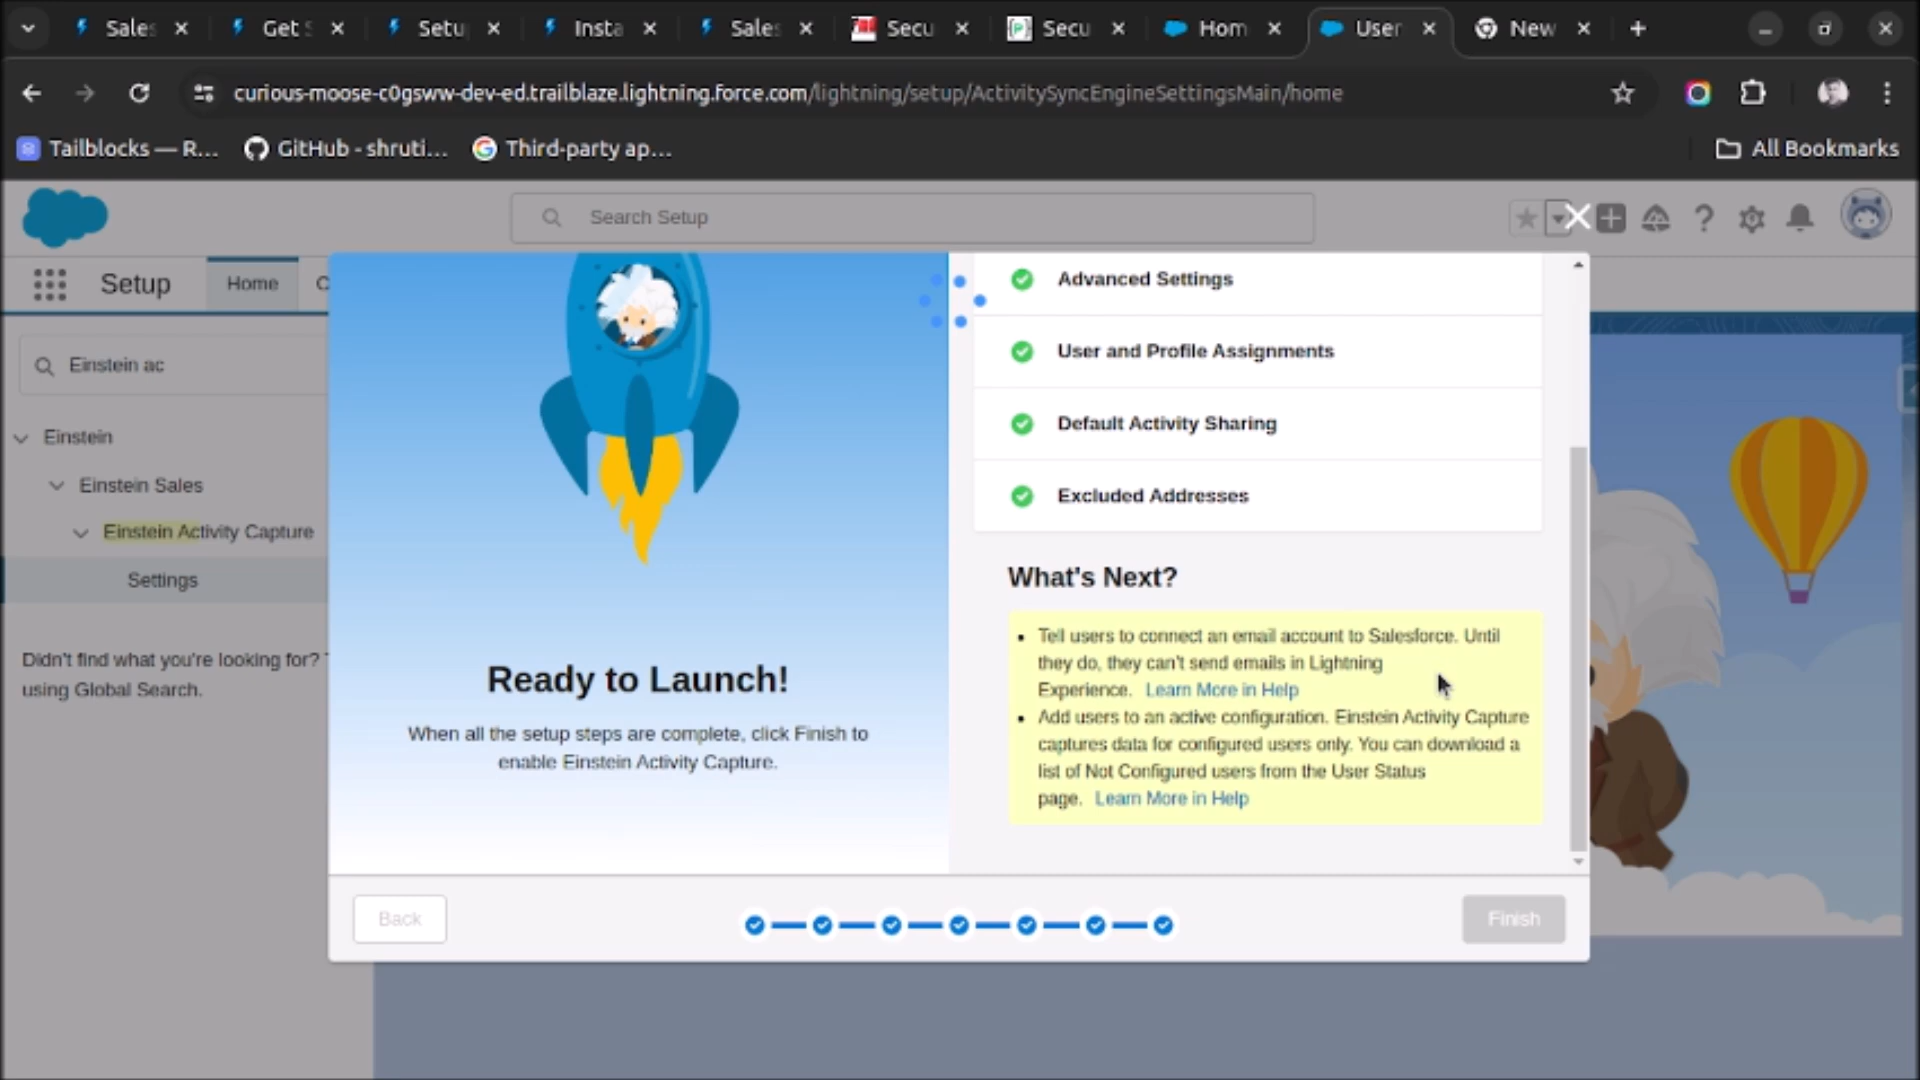 Sales
Get S
Setu
Insta
Sales
Secu
Secu
Hom
User
New
curious-moose-c0gsww-dev-ed.trailblaze.lightning.force.com/lightning/setup/ActivitySyncEngineSettingsMain/home
Tailblocks — R...
GitHub - shruti...
Third-party ap...
All Bookmarks
Search Setup
Setup
Home
Einstein ac
Einstein
Einstein Sales
Einstein Activity Capture
Settings
Didn't find what you're looking for?
using Global Search.
Ready to Launch!
When all the setup steps are complete, click Finish to
enable Einstein Activity Capture.
Advanced Settings
User and Profile Assignments
Default Activity Sharing
Excluded Addresses
What's Next?
• Tell users to connect an email account to Salesforce. Until
they do, they can't send emails in Lightning
Experience. Learn More in Help
• Add users to an active configuration. Einstein Activity Capture
captures data for configured users only. You can download a
list of Not Configured users from the User Status
page. Learn More in Help
Back
Finish